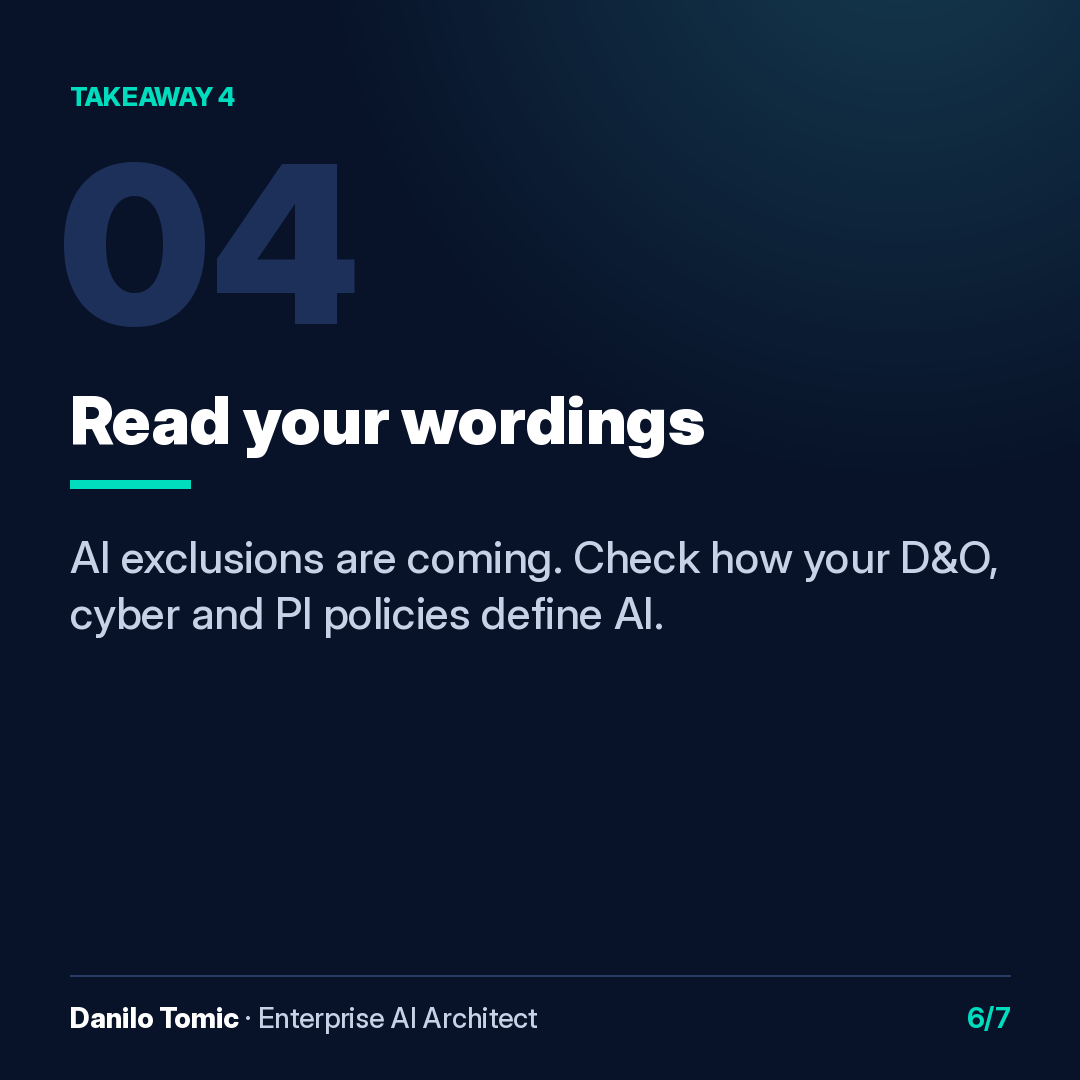 TAKEAWAY 4
04
Read your wordings
AI exclusions are coming. Check how your D&O,
cyber and PI policies define AI.
Danilo Tomic · Enterprise AI Architect
6/7